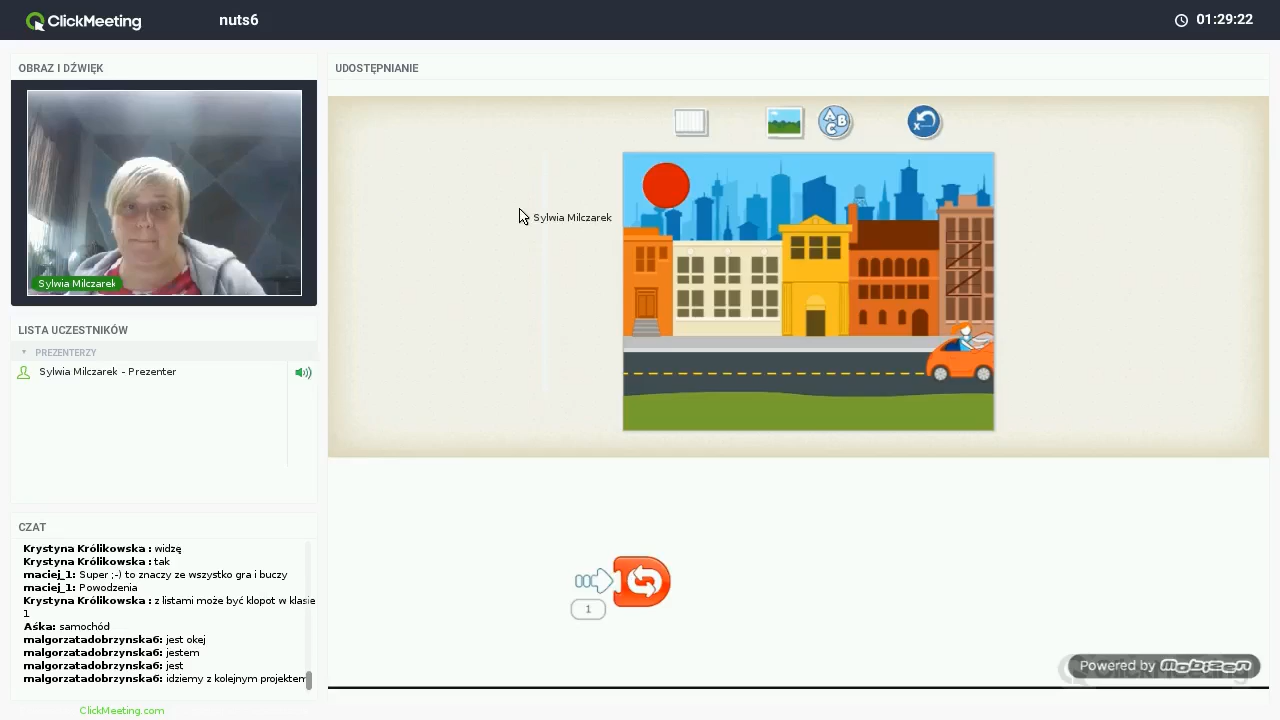 ClickMeeting
nuts6
01:29:22
OBRAZ I DŹWIĘK
UDOSTĘPNIANIE
ABC
Sylwia Milczarek
Sylwia Milczarek
LISTA UCZESTNIKÓW
PREZENTERZY
Sylwia Milczarek - Prezenter
CZAT
Krystyna Królikowska : widzę
Krystyna Królikowska : tak
maciej_1: Super ;-) to znaczy ze wszystko gra i buczy
maciej_1: Powodzenia
Krystyna Królikowska : z listami może być klopot w klasie
1
Aśka: samochód
malgorzatadobrzynska6: jest okej
malgorzatadobrzynska6: jestem
malgorzatadobrzynska6: jest
malgorzatadobrzynska6: idziemy z kolejnym projektem
1
Powered by Mobizen
ClickMeeting
ClickMeeting.com